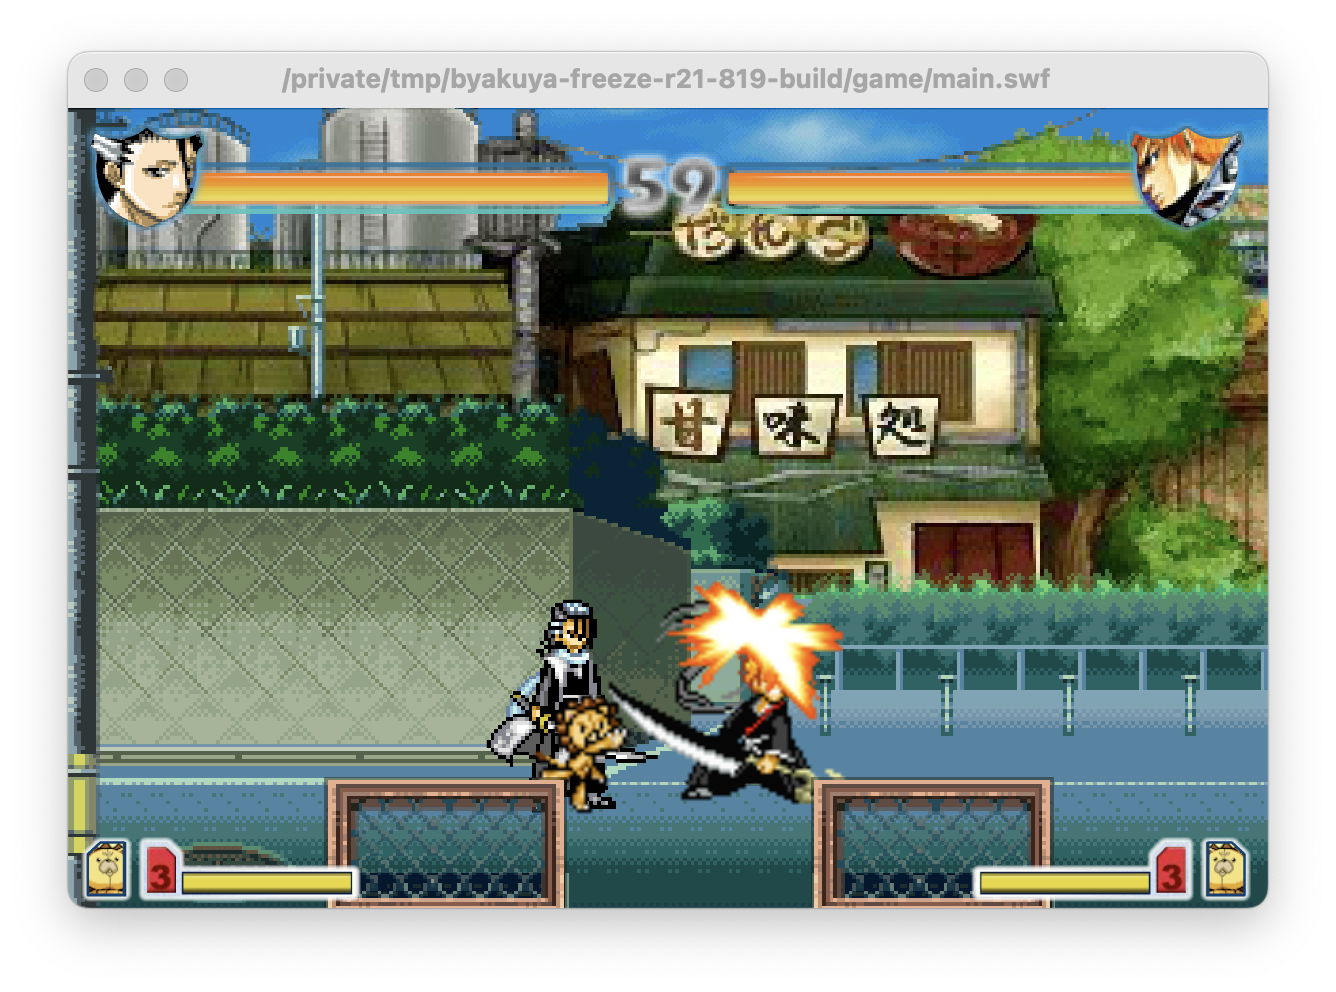 /private/tmp/byakuya-freeze-r21-819-build/game/main.swf
59
甘味処
3
3